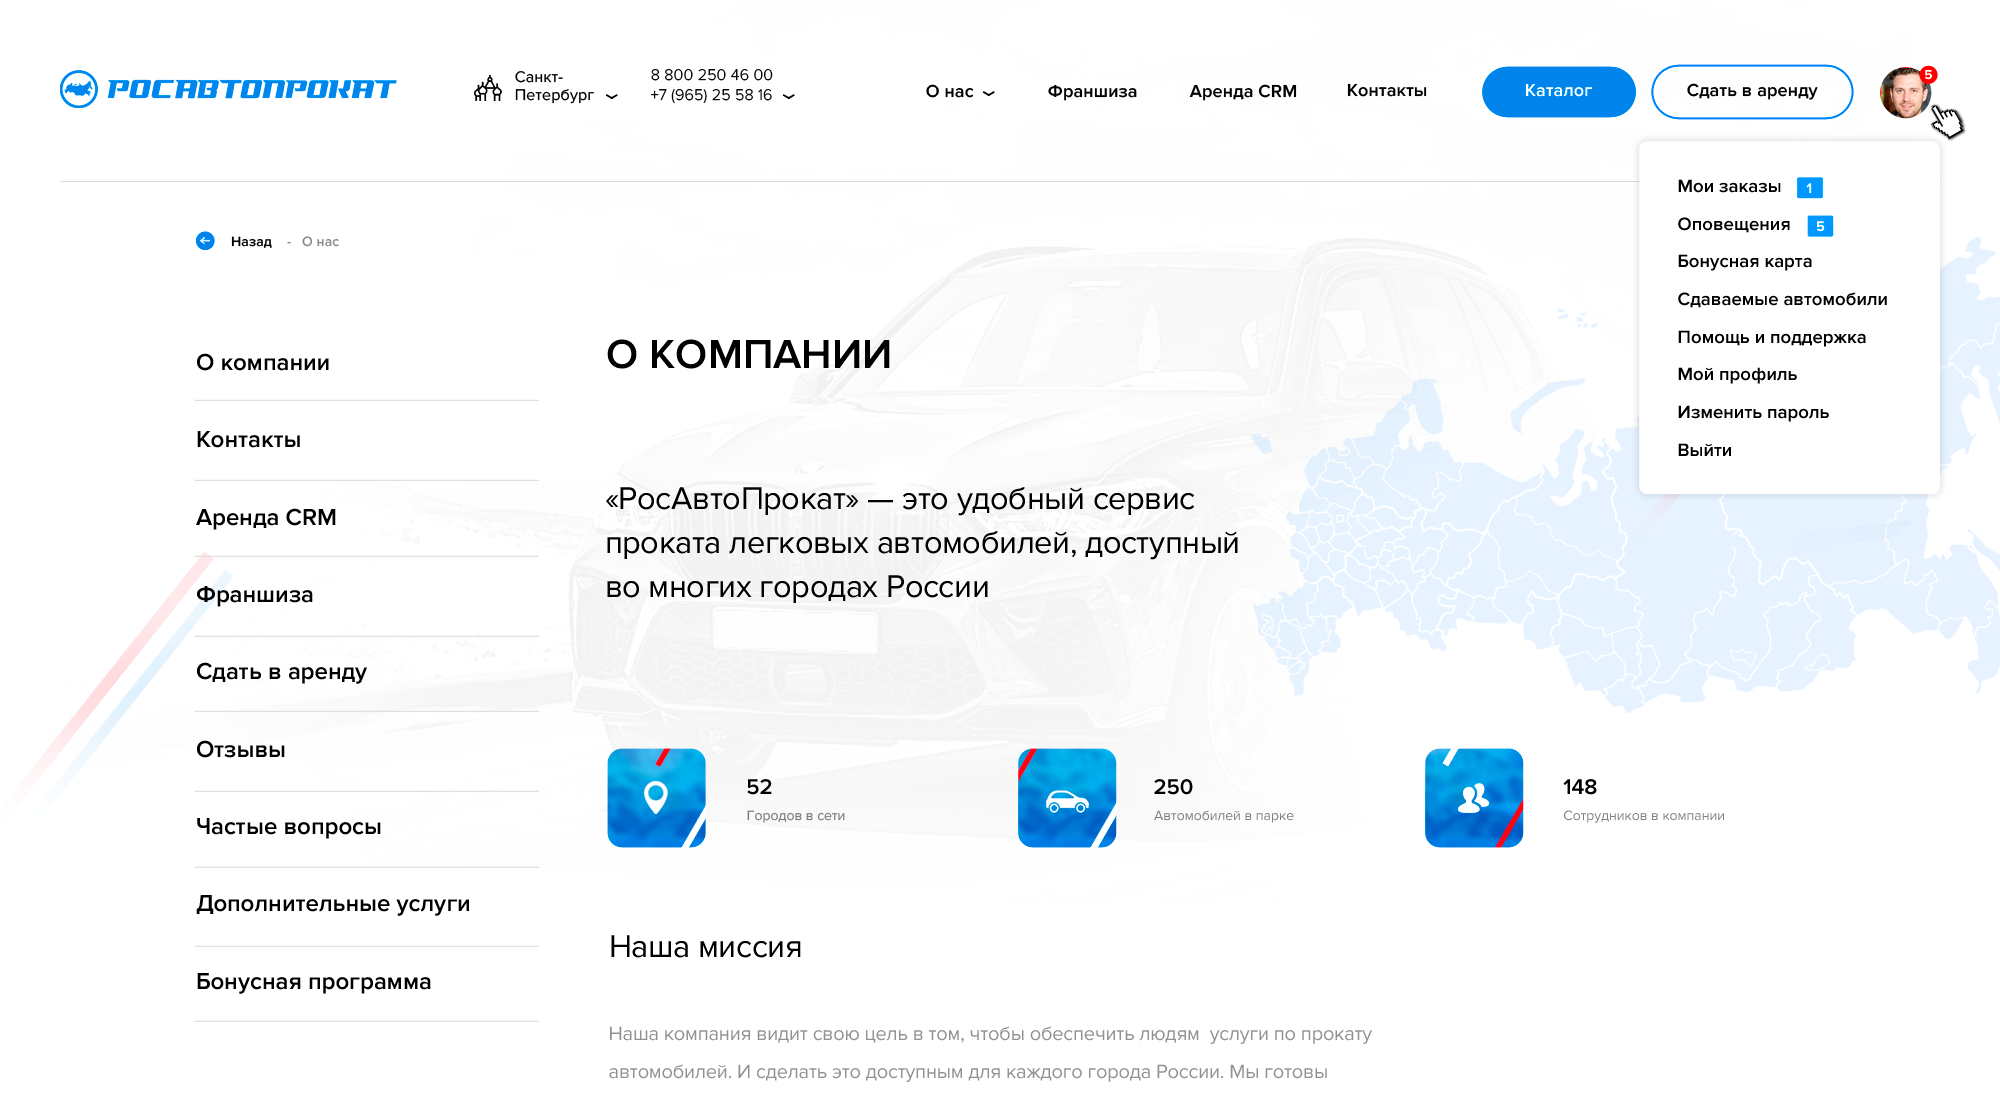 РОСАВТОПРОКАТ
Санкт-
Петербург
8 800 250 46 00
+7 (965) 25 58 16
О нас
Франшиза
Аренда CRM
Контакты
Каталог
Сдать в аренду
5
Мои заказы 1
Оповещения 5
Бонусная карта
Сдаваемые автомобили
Помощь и поддержка
Мой профиль
Изменить пароль
Выйти
Назад - О нас
О компании
Контакты
Аренда CRM
Франшиза
Сдать в аренду
Отзывы
Частые вопросы
Дополнительные услуги
Бонусная программа
О КОМПАНИИ
«РосАвтоПрокат» — это удобный сервис
проката легковых автомобилей, доступный
во многих городах России
52
Городов в сети
250
Автомобилей в парке
148
Сотрудников в компании
Наша миссия
Наша компания видит свою цель в том, чтобы обеспечить людям услуги по прокату
автомобилей. И сделать это доступным для каждого города России. Мы готовы